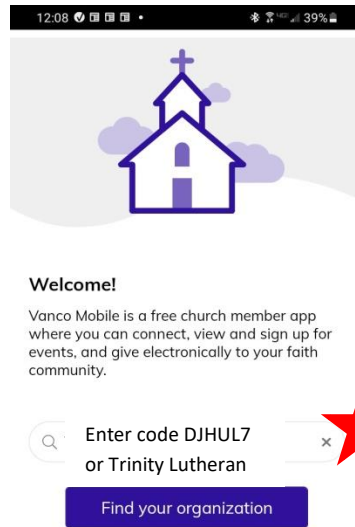 12:08 39%
Welcome!
Vanco Mobile is a free church member app
where you can connect, view and sign up for
events, and give electronically to your faith
community.
Enter code DJHUL7
or Trinity Lutheran
Find your organization